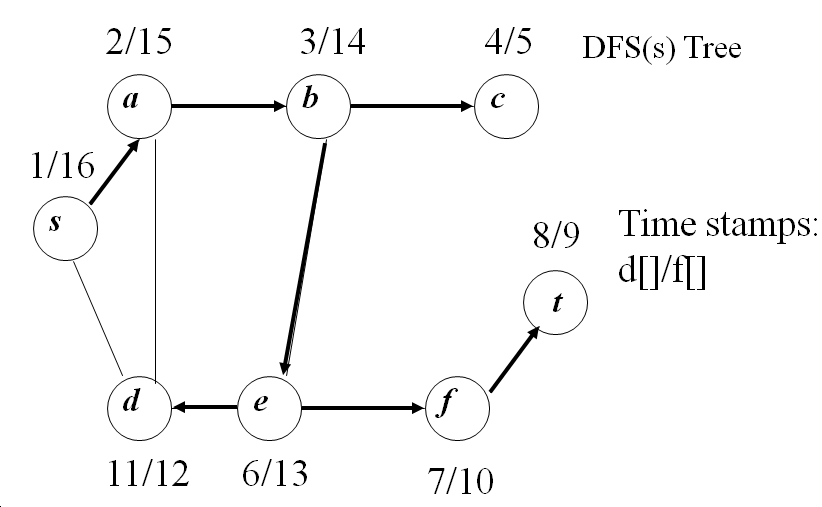 2/15
3/14
4/5
DFS(s) Tree
a
b
c
1/16
s
8/9
Time stamps:
d[]/f[]
t
d
e
f
11/12
6/13
7/10